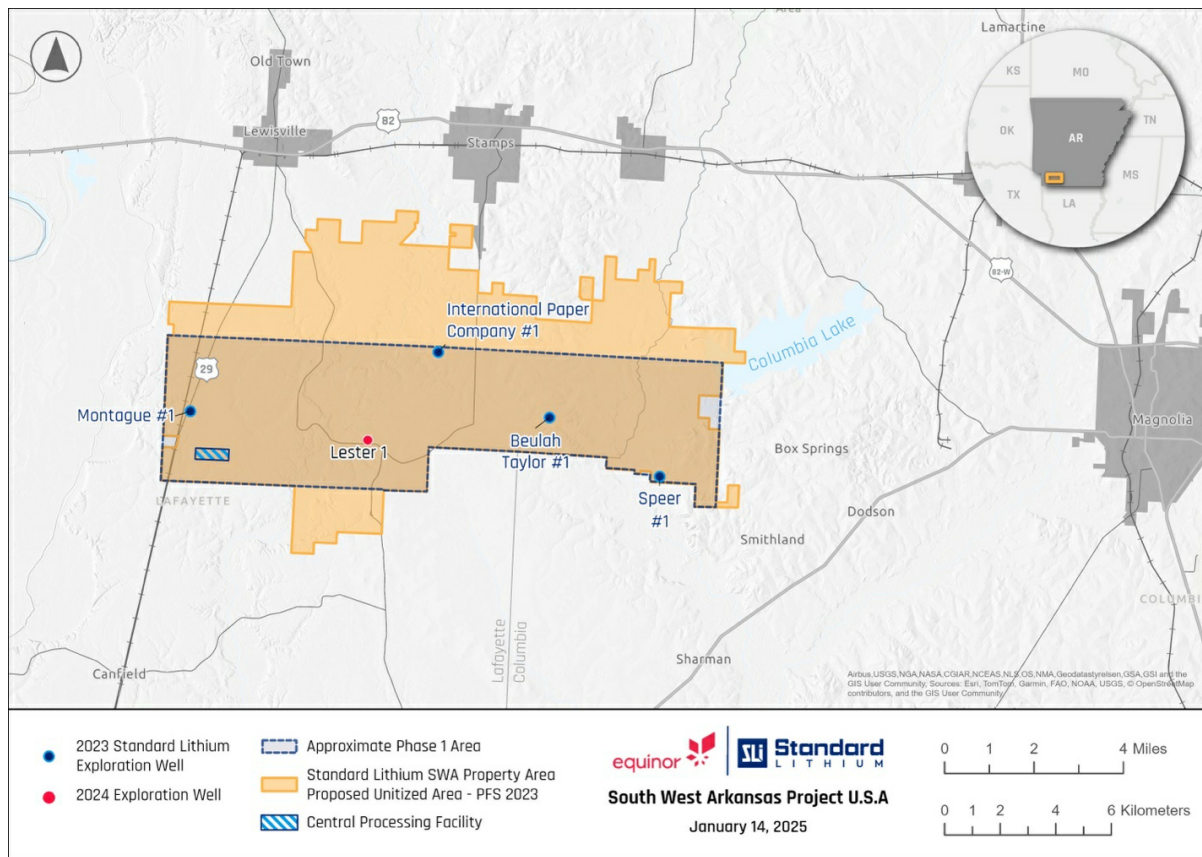 Area
Lamartine
Old Town
KS
MO
82
Lewisville
Stamps
OK
TN
AR
MS
TX
LA
82-W
International Paper
Company #1
Columbia Lake
29
Montague #1
Magnolia
Lester 1
Beulah
Taylor #1
Box Springs
LAFAYETTE
Speer
#1
Dodson
Smithland
COLUMBI
Lafayette
Columbia
Sharman
Canfield
Airbus,USGS,NGA,NASA,CGIAR,NCEAS,NLS,OS,NMA,Geodatastyrelsen,GSA,GSI and the
GIS User Community, Sources: Esri, TomTom, Garmin, FAO, NOAA, USGS, © OpenStreetMap
contributors, and the GIS User Community
2023 Standard Lithium
Exploration Well
2024 Exploration Well
Approximate Phase 1 Area
Standard Lithium SWA Property Area
Proposed Unitized Area - PFS 2023
Central Processing Facility
equinor
SLi Standard
LITHIUM
South West Arkansas Project U.S.A
January 14, 2025
0 1 2 4 Miles
0 1 2 4 6 Kilometers